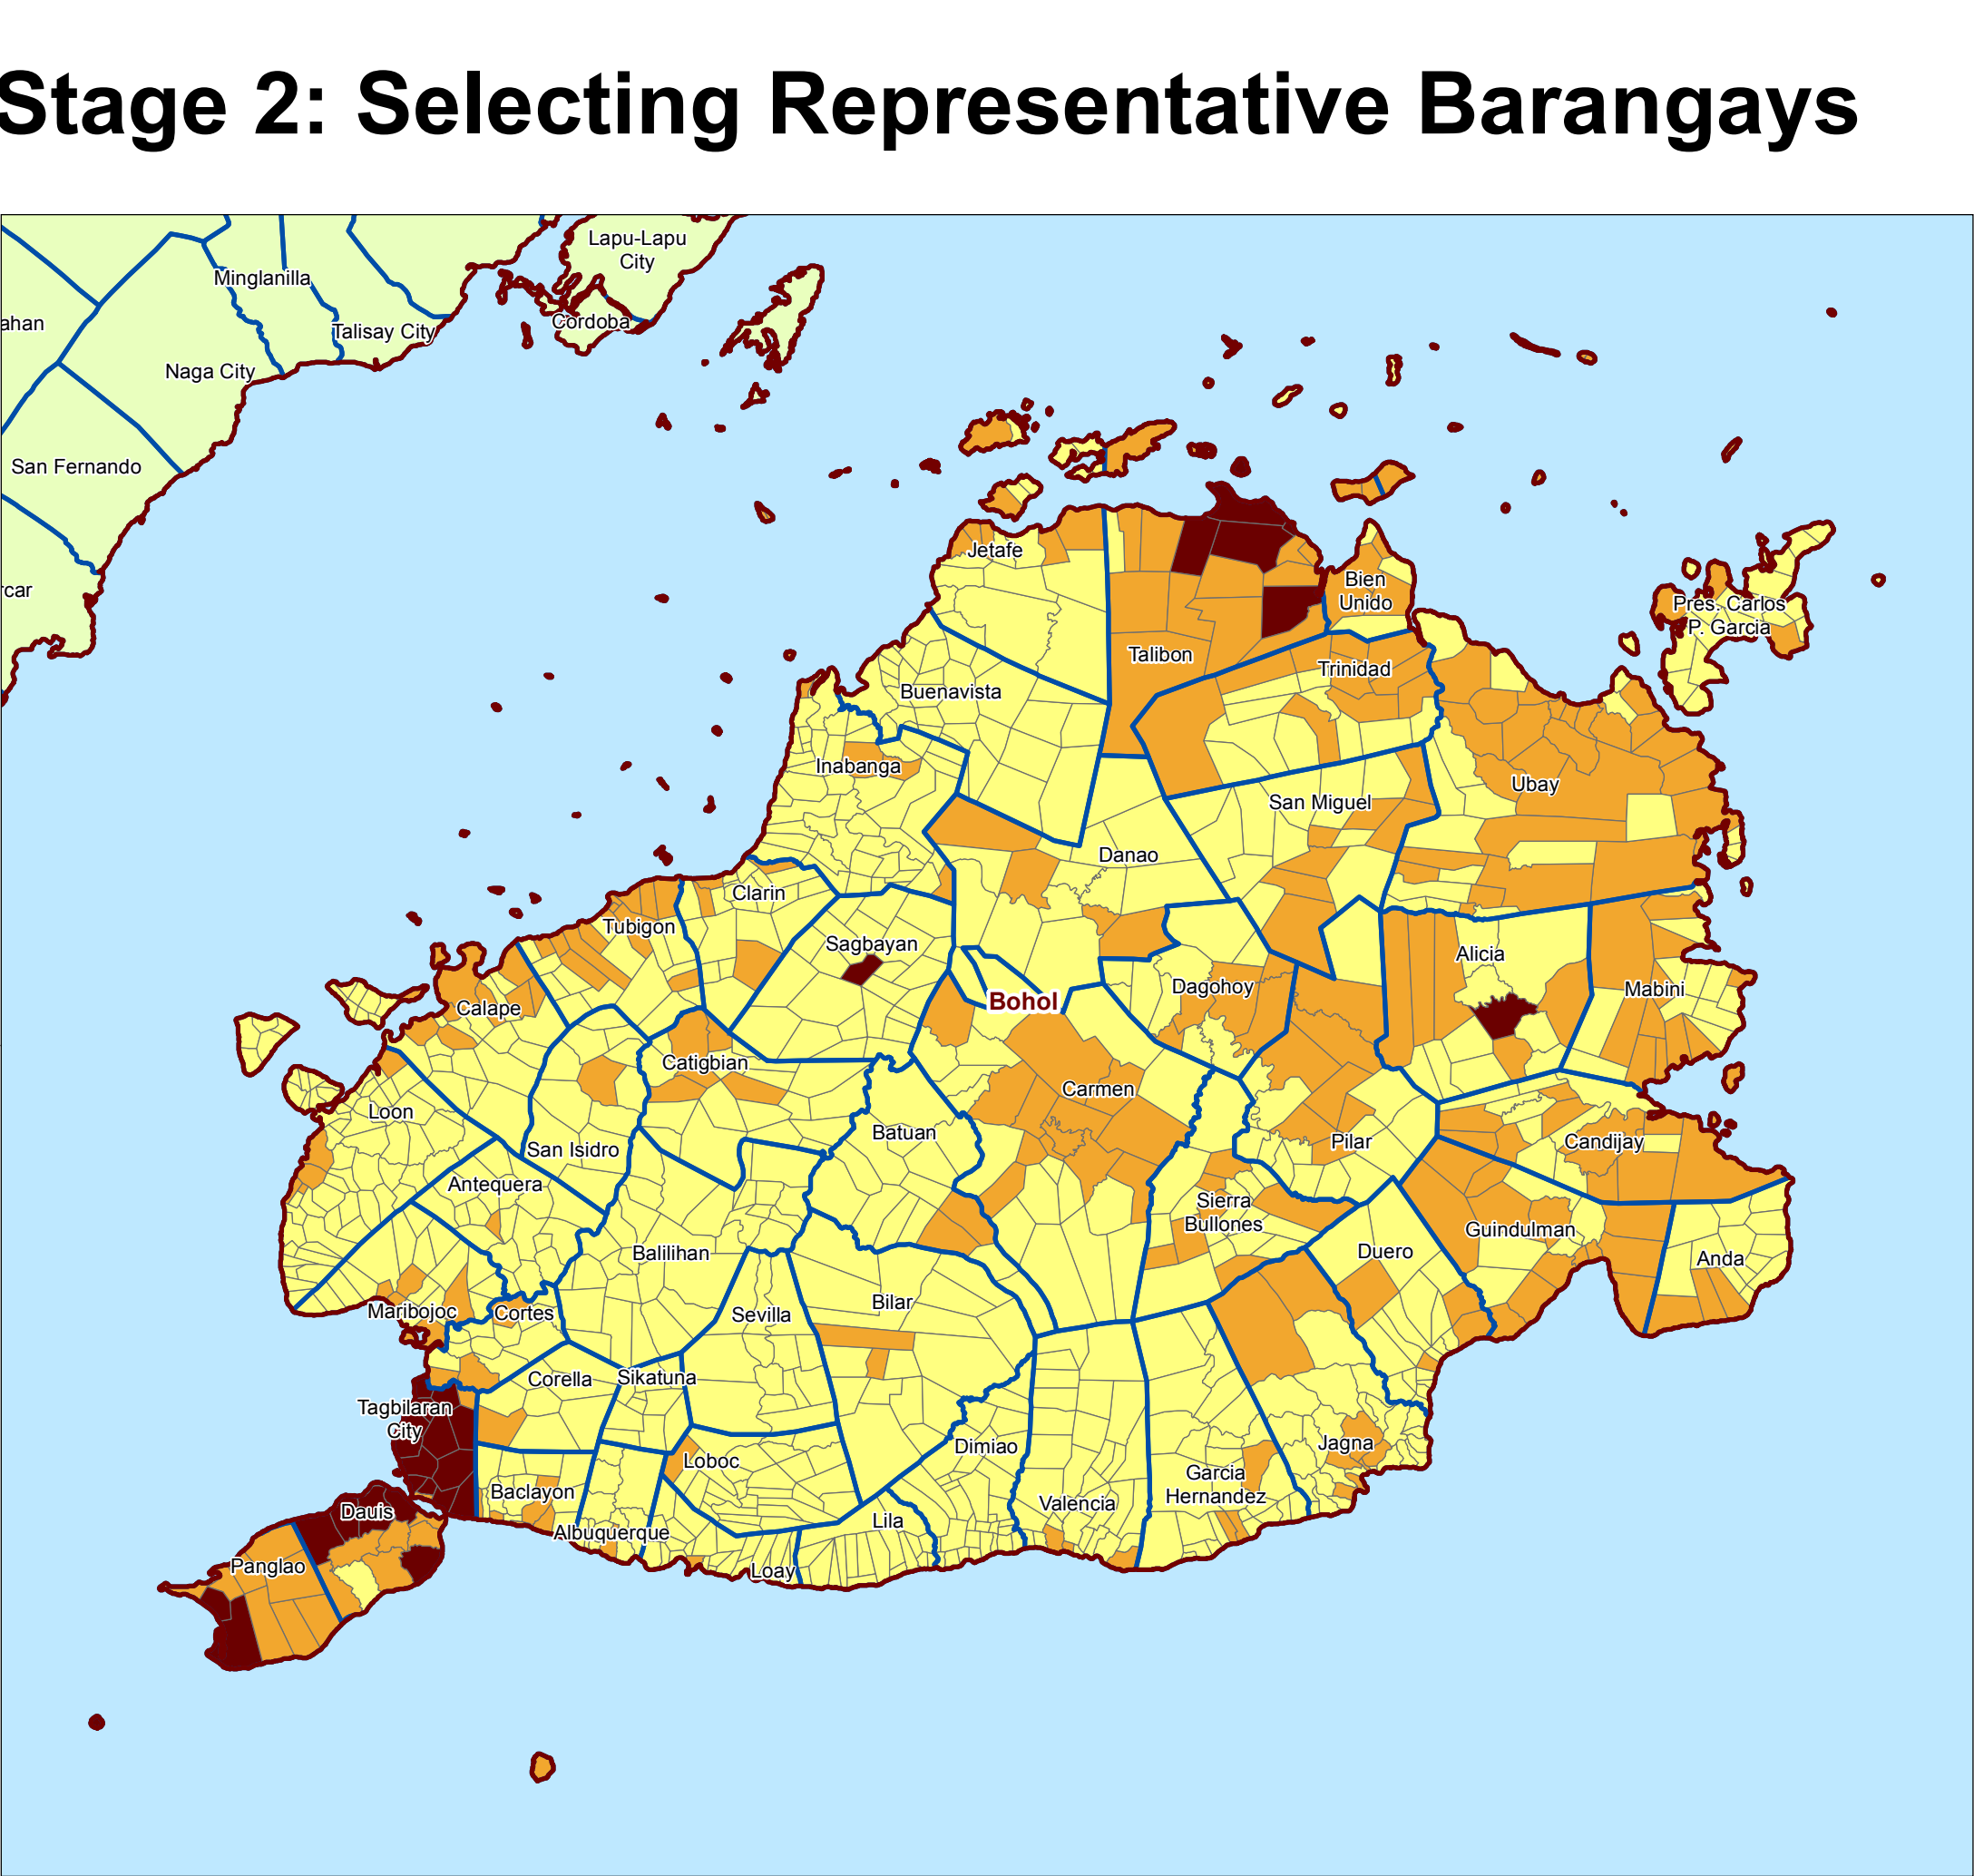 Stage 2: Selecting Representative Barangays
Lapu-Lapu
City
Minglanilla
ahan
Talisay City
Cordoba
Naga City
San Fernando
rcar
Jetafe
Bien
Unido
Pres. Carlos
P. Garcia
Talibon
Trinidad
Buenavista
Inabanga
Ubay
San Miguel
Danao
Clarin
Tubigon
Sagbayan
Alicia
Dagohoy
Mabini
Bohol
Calape
Catigbian
Carmen
Loon
Batuan
Pilar
Candijay
San Isidro
Antequera
Sierra
Bullones
Guindulman
Duero
Anda
Balilihan
Bilar
Maribojoc
Cortes
Sevilla
Corella
Sikatuna
Tagbilaran
City
Jagna
Dimiao
Loboc
Garcia
Hernandez
Baclayon
Valencia
Dauis
Lila
Albuquerque
Panglao
Loay